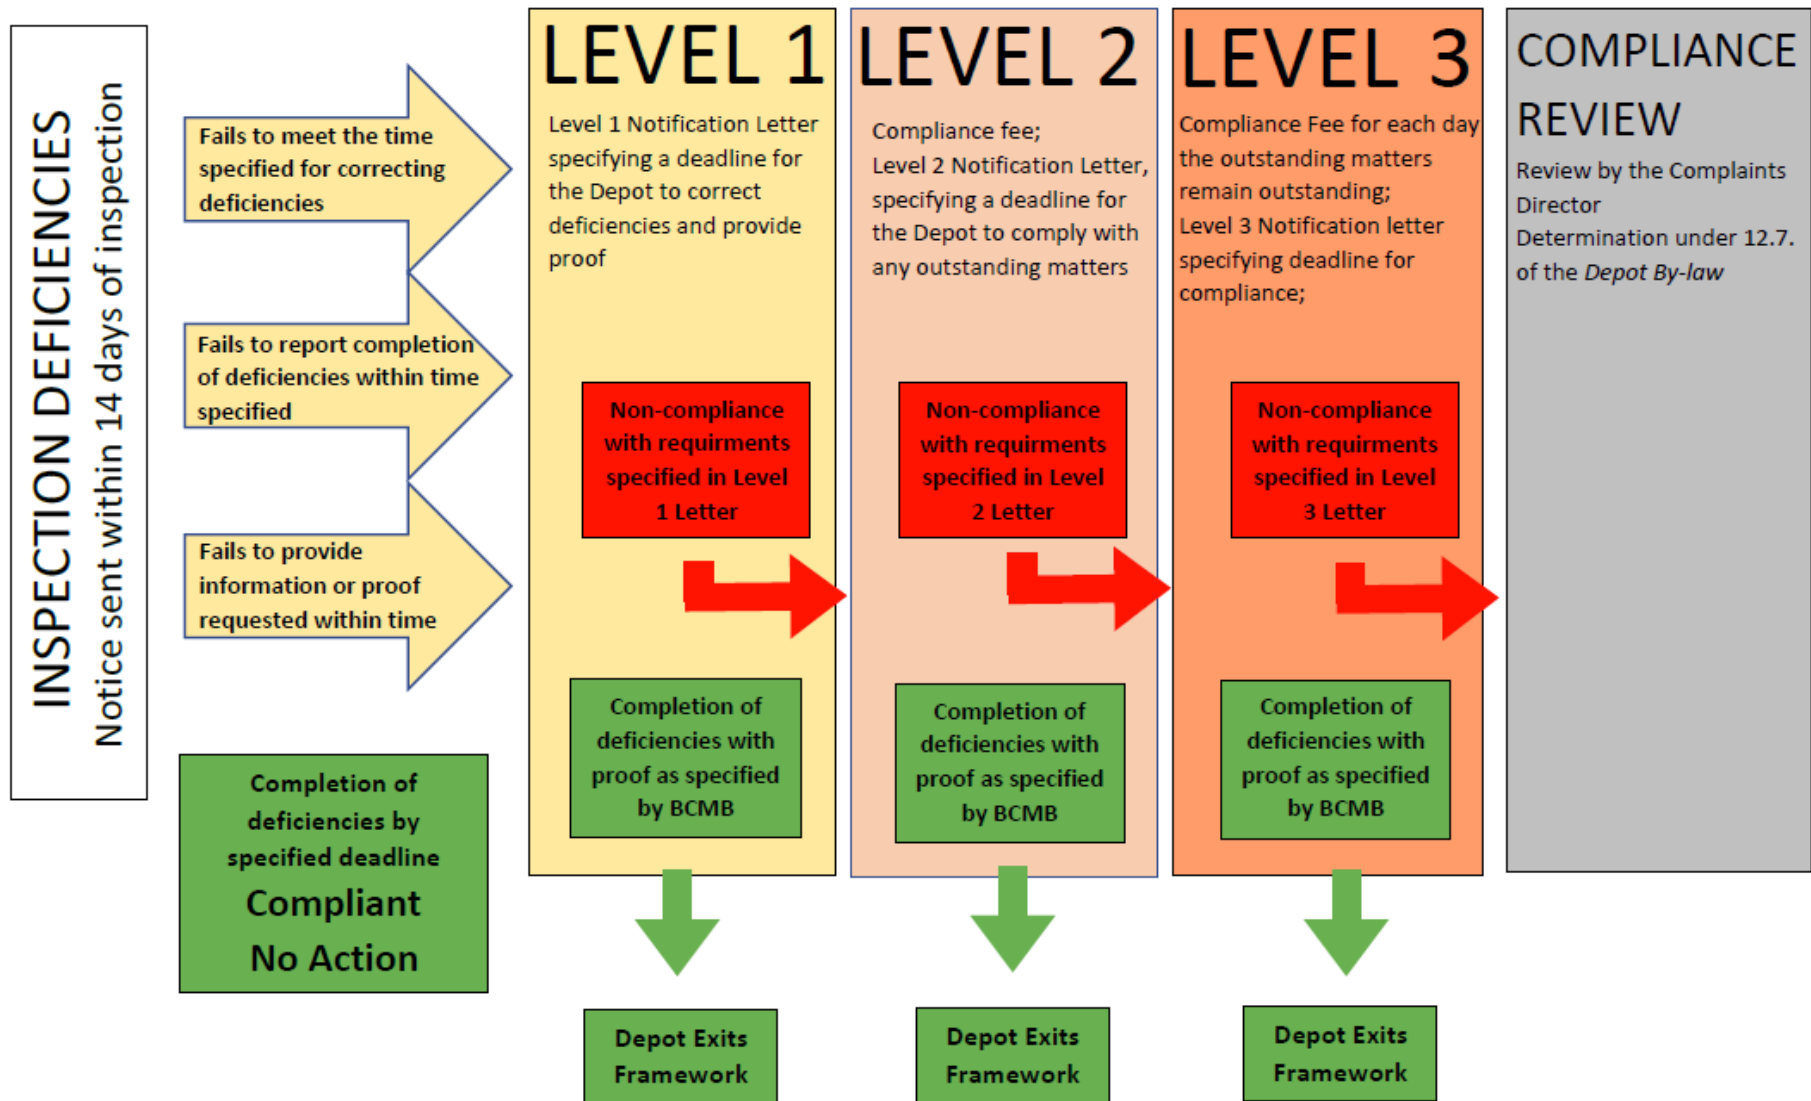 INSPECTION DEFICIENCIES
Notice sent within 14 days of inspection
Fails to meet the time
specified for correcting
deficiencies
Fails to report completion
of deficiencies within time
specified
Fails to provide
information or proof
requested within time
Completion of
deficiencies by
specified deadline
Compliant
No Action
LEVEL 1
Level 1 Notification Letter
specifying a deadline for
the Depot to correct
deficiencies and provide
proof
Non-compliance
with requirments
specified in Level
1 Letter
Completion of
deficiencies with
proof as specified
by BCMB
Depot Exits
Framework
LEVEL 2
Compliance fee;
Level 2 Notification Letter,
specifying a deadline for
the Depot to comply with
any outstanding matters
Non-compliance
with requirments
specified in Level
2 Letter
Completion of
deficiencies with
proof as specified
by BCMB
Depot Exits
Framework
LEVEL 3
Compliance Fee for each day
the outstanding matters
remain outstanding;
Level 3 Notification letter
specifying deadline for
compliance;
Non-compliance
with requirments
specified in Level
3 Letter
Completion of
deficiencies with
proof as specified
by BCMB
Depot Exits
Framework
COMPLIANCE
REVIEW
Review by the Complaints
Director
Determination under 12.7.
of the Depot By-law